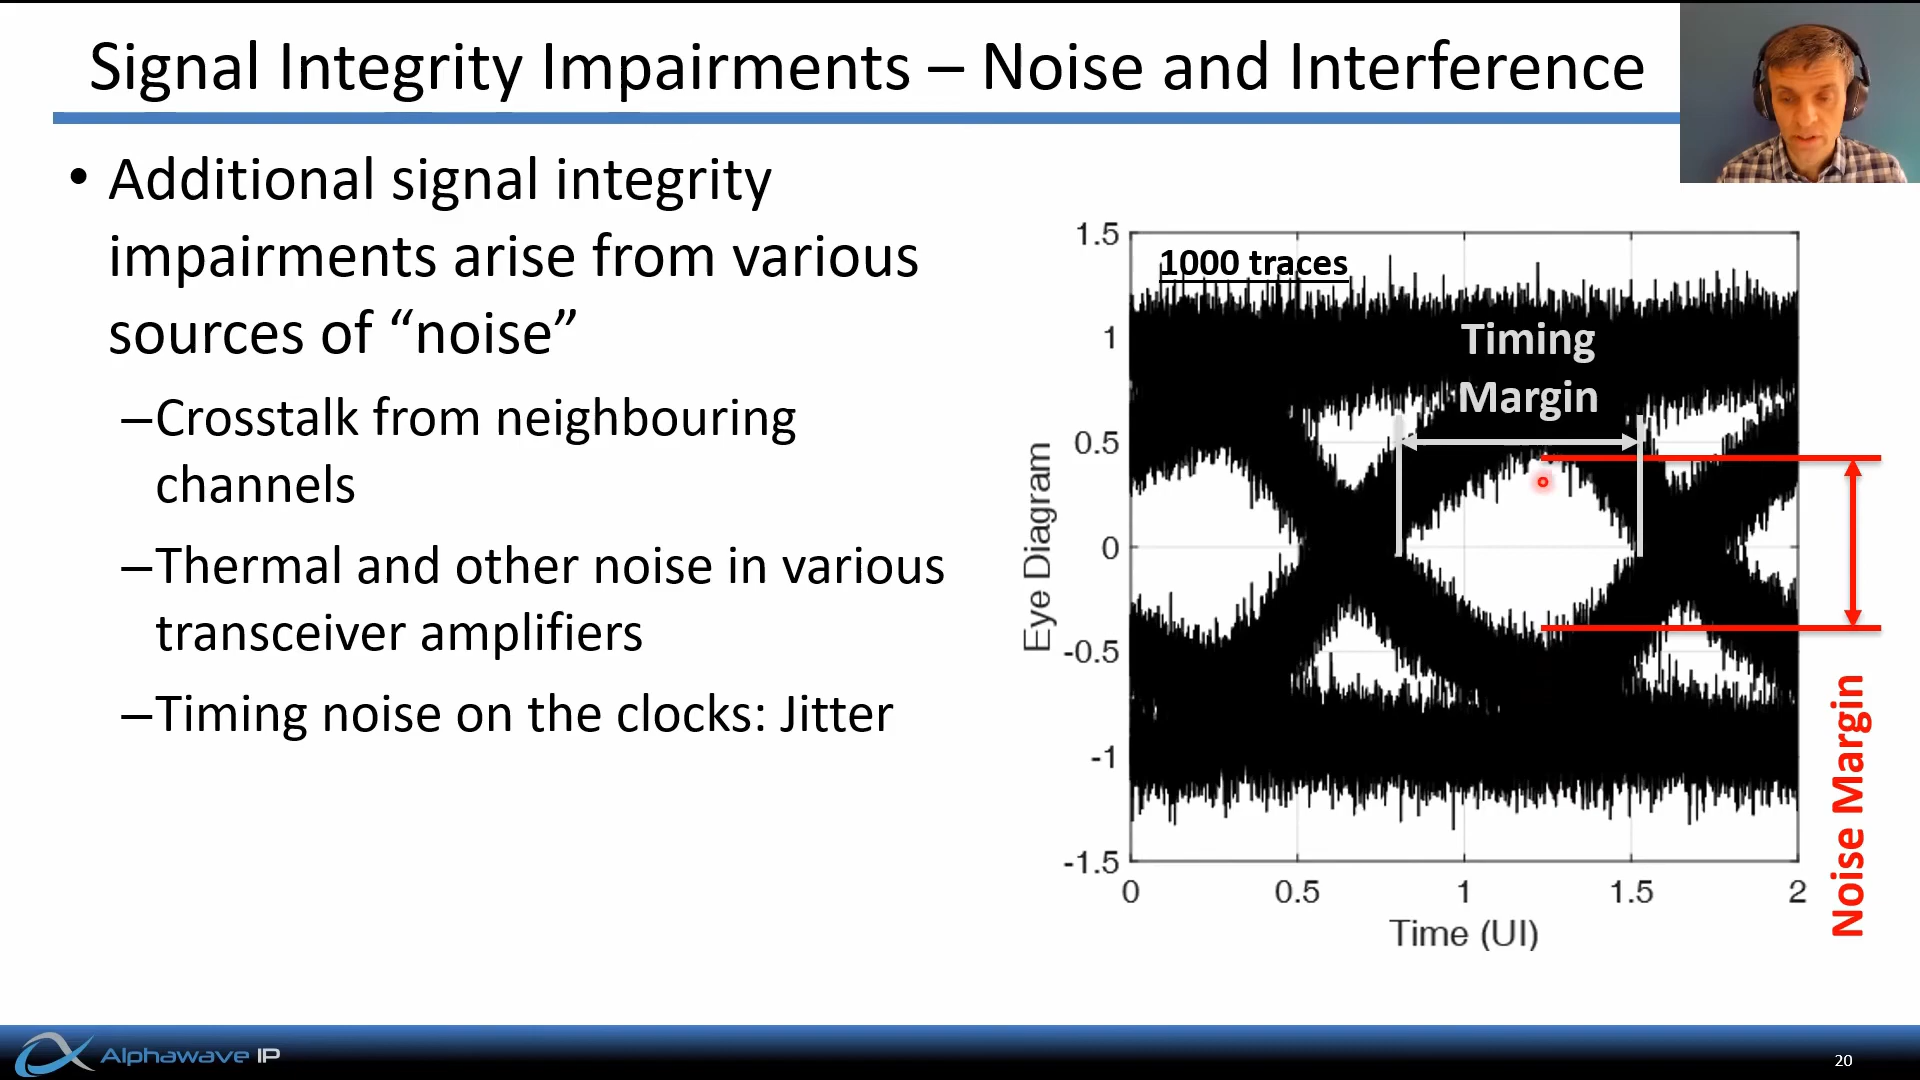 Signal Integrity Impairments – Noise and Interference
• Additional signal integrity
impairments arise from various
sources of “noise”
–Crosstalk from neighbouring
channels
–Thermal and other noise in various
transceiver amplifiers
–Timing noise on the clocks: Jitter
1000 traces
Timing
Margin
Noise Margin
Eye Diagram
1.5
1
0.5
0
-0.5
-1
-1.5
0 0.5 1 1.5 2
Time (UI)
Alphawave IP
20